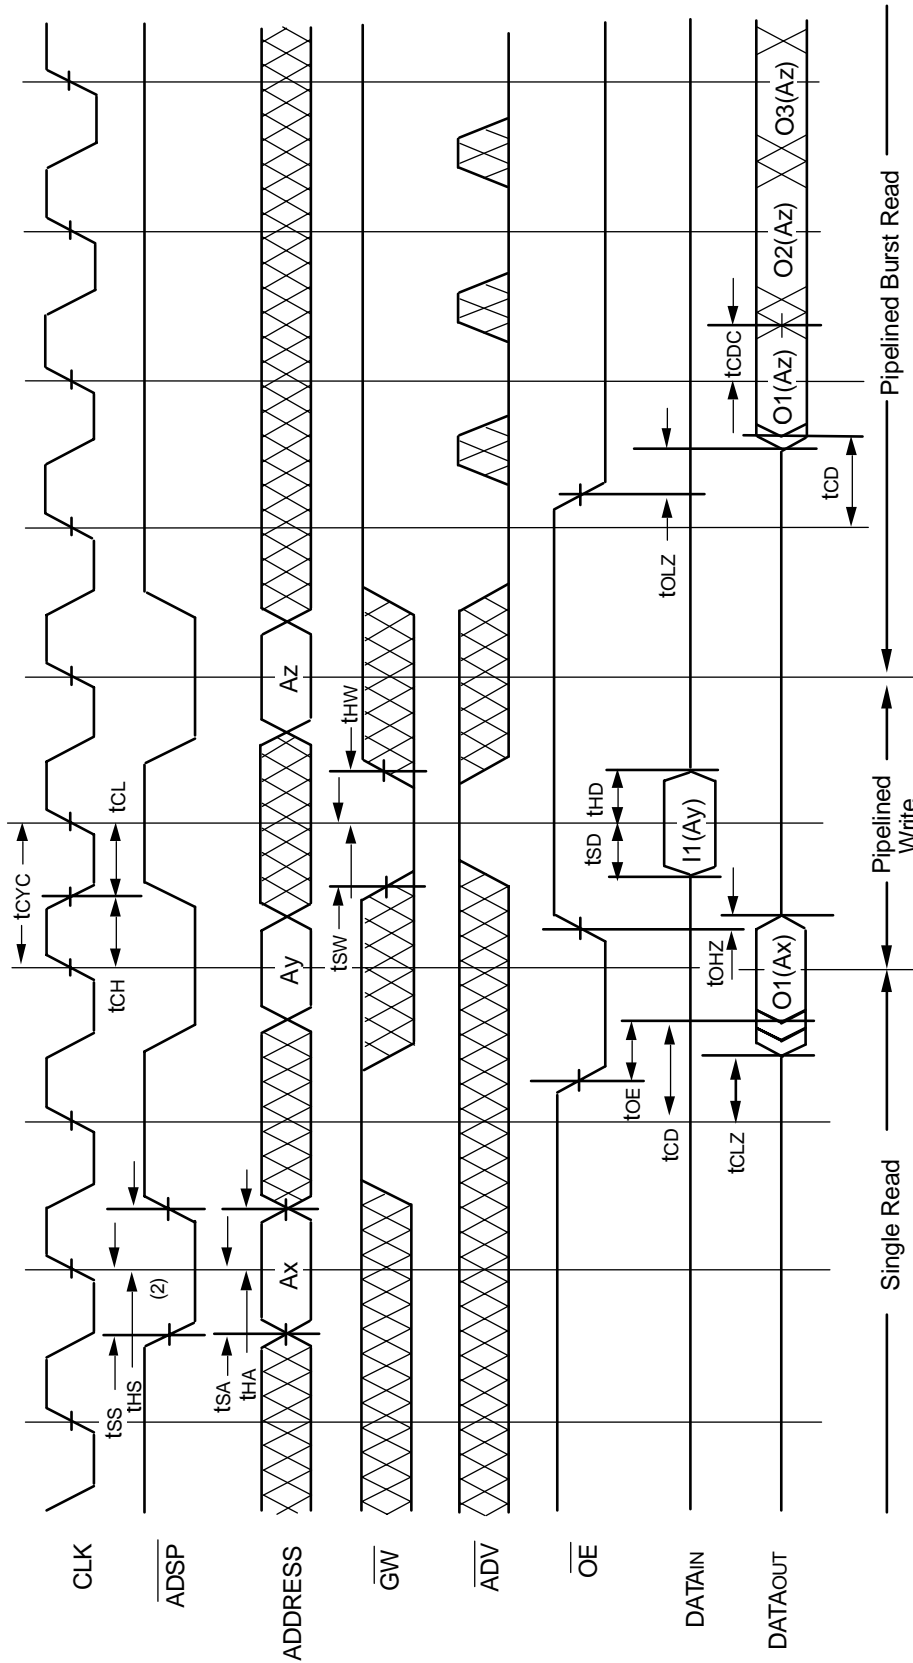 CLK
tCYC
tCH
tCL
ADSP
tSS
tHS
(2)
ADDRESS
tSA
tHA
Ax
Ay
Az
GW
tSW
tHW
ADV
OE
tOE
tOHZ
tOLZ
DATAIN
tCD
tSD
tHD
I1(Ay)
DATAOUT
tCLZ
O1(Ax)
tCD
tCDC
O1(Az)
O2(Az)
O3(Az)
Single Read
Pipelined
Write
Pipelined Burst Read